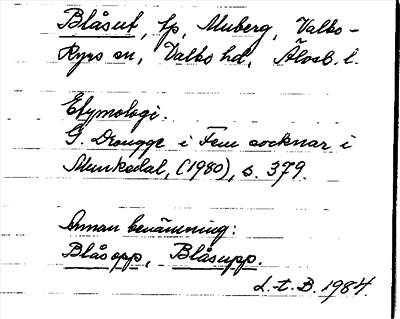 Blåsut, lp, Muberg, Valbo-
Ryrs sn, Valbo hd, Älvsb. l.
Etymologi.
G. Drougge i Fem socknar i
Munkedal, (1980), s. 379.
Annan benämning:
Blåsopp, Blåsupp.
L.-t. B. 1984.